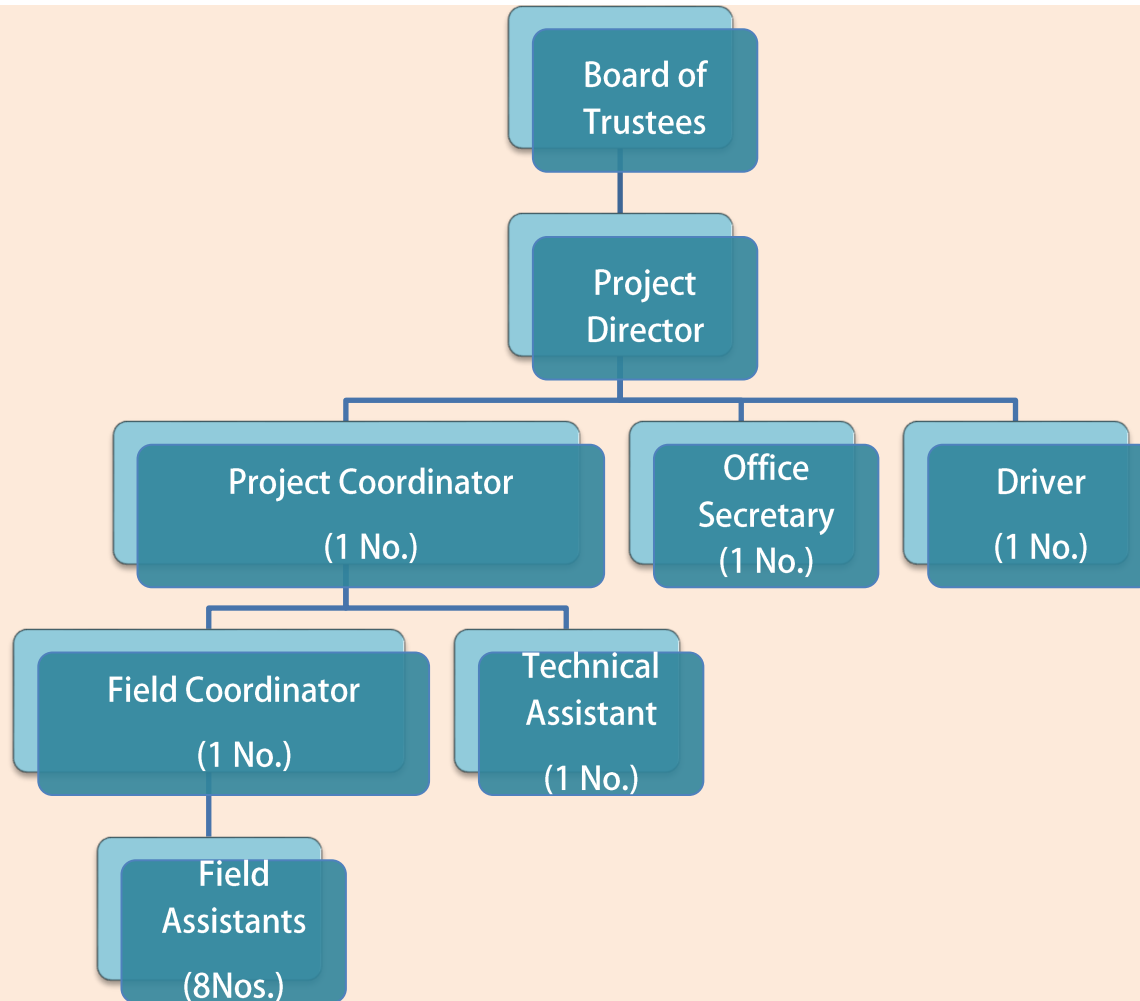 Board of
Trustees
Project
Director
Project Coordinator
(1 No.)
Office
Secretary
(1 No.)
Driver
(1 No.)
Field Coordinator
(1 No.)
Technical
Assistant
(1 No.)
Field
Assistants
(8Nos.)